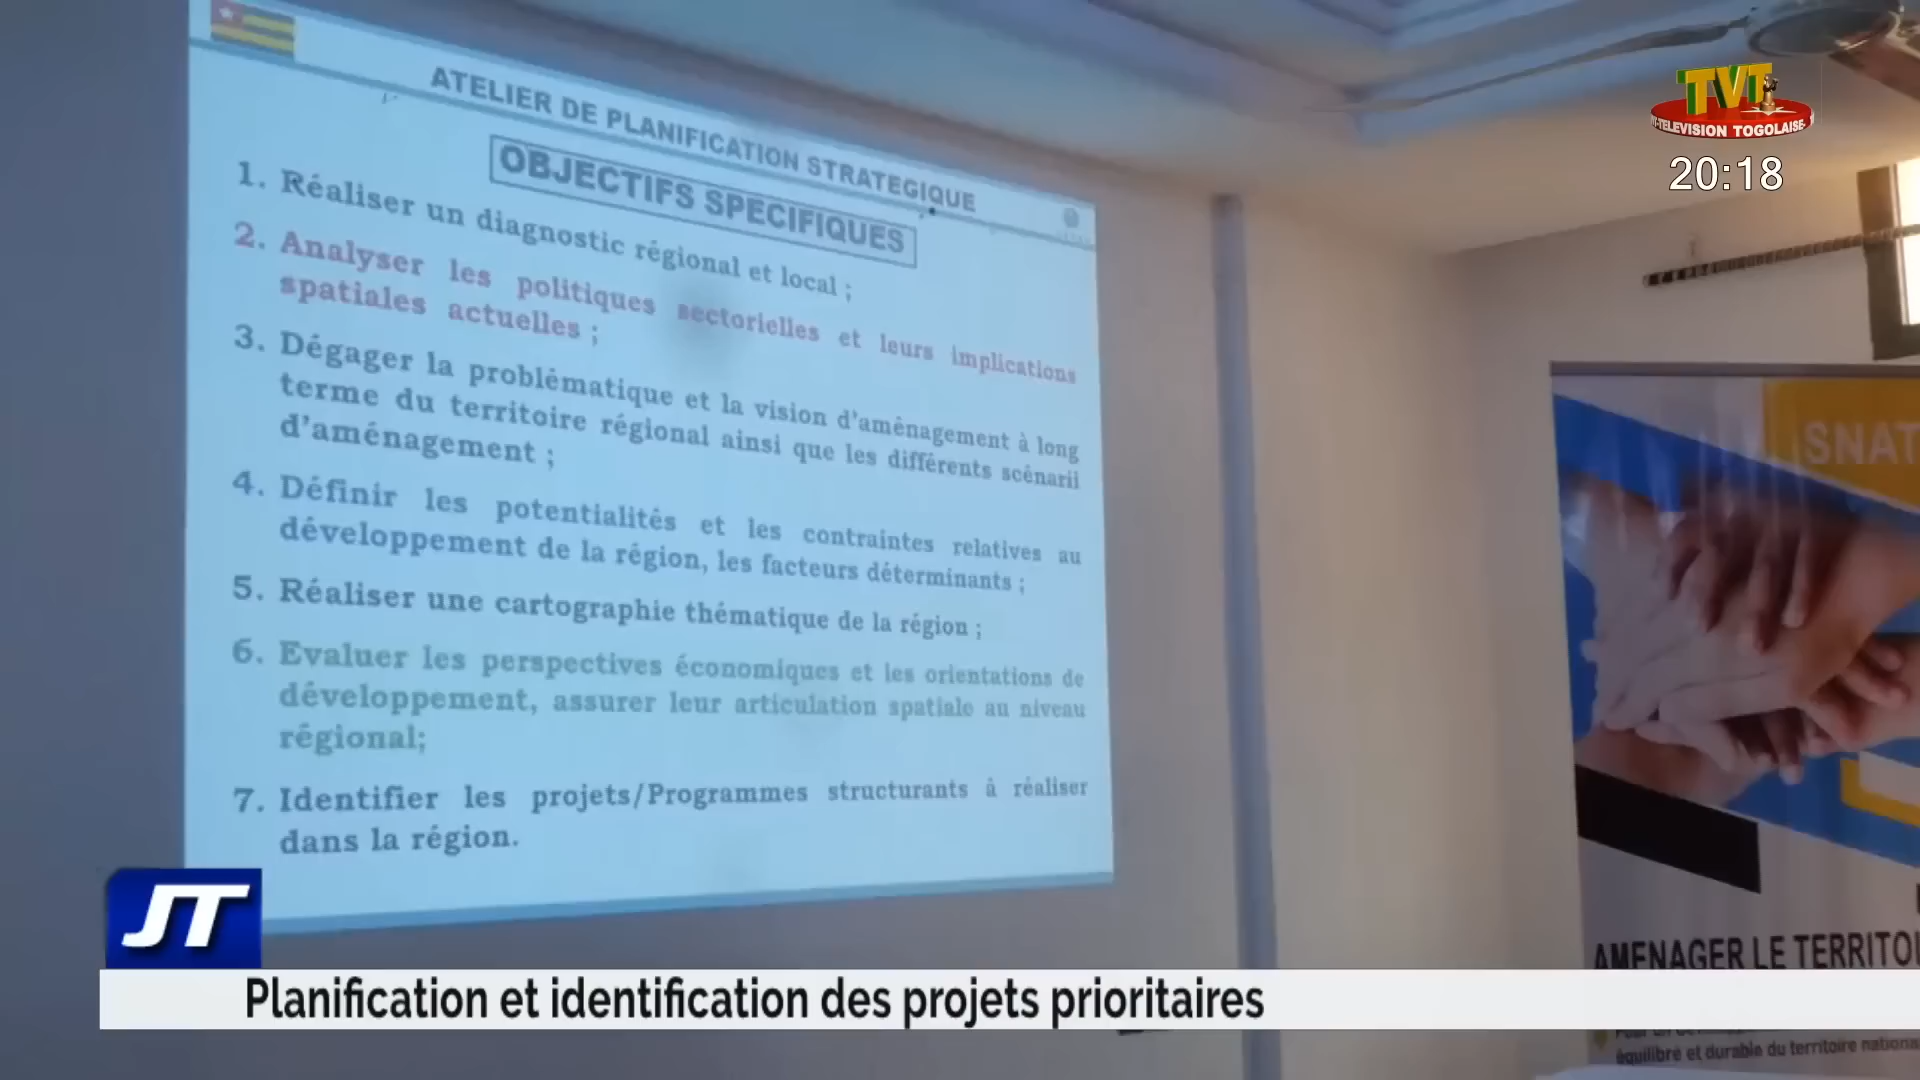 ATELIER DE PLANIFICATION STRATEGIQUE
OBJECTIFS SPECIFIQUES
1. Réaliser un diagnostic régional et local ;
2. Analyser les politiques sectorielles et leurs implications
spatiales actuelles ;
3. Dégager la problématique et la vision d'aménagement à long
terme du territoire régional ainsi que les différents scénarii
d'aménagement ;
4. Définir les potentialités et les contraintes relatives au
développement de la région, les facteurs déterminants ;
5. Réaliser une cartographie thématique de la région ;
6. Evaluer les perspectives économiques et les orientations de
développement, assurer leur articulation spatiale au niveau
régional;
7. Identifier les projets/Programmes structurants à réaliser
dans la région.
TVT
TELEVISION TOGOLAISE
20:18
SNAT
AMENAGER LE TERRITOI
équilibré et durable du territoire nationa
JT
Planification et identification des projets prioritaires